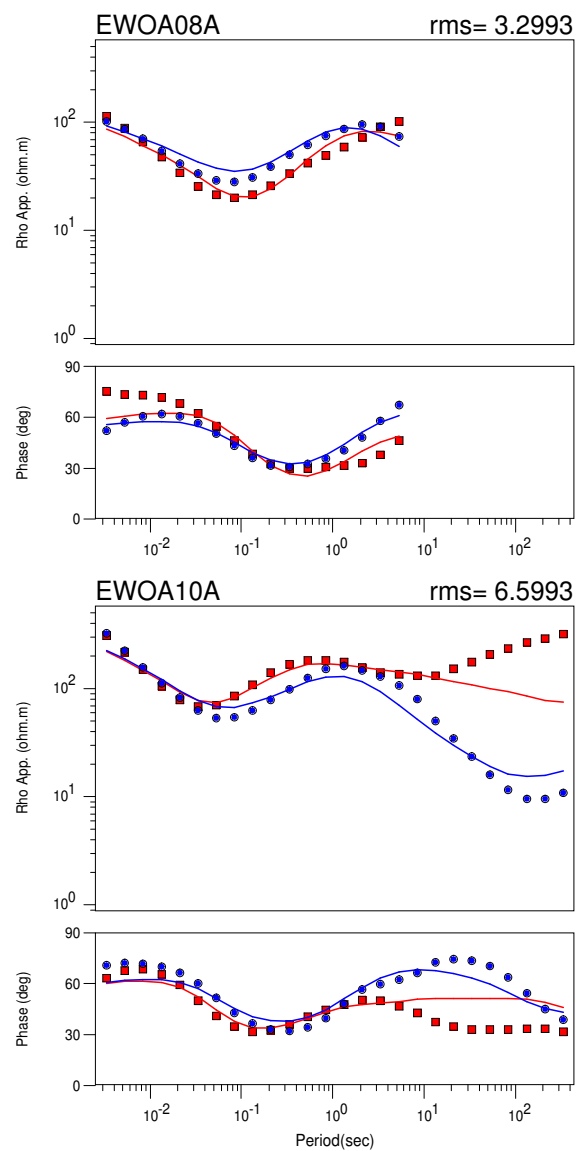 EWOA08A rms= 3.2993
10^2
10^1
10^0
Rho App. (ohm.m)
90
60
30
0
Phase (deg)
10^-2 10^-1 10^0 10^1 10^2
EWOA10A rms= 6.5993
10^2
10^1
10^0
Rho App. (ohm.m)
90
60
30
0
Phase (deg)
10^-2 10^-1 10^0 10^1 10^2
Period(sec)